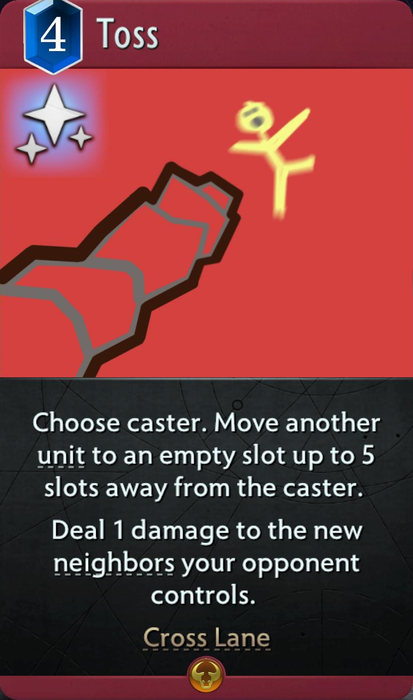 4 Toss
Choose caster. Move another
unit to an empty slot up to 5
slots away from the caster.
Deal 1 damage to the new
neighbors your opponent
controls.
Cross Lane